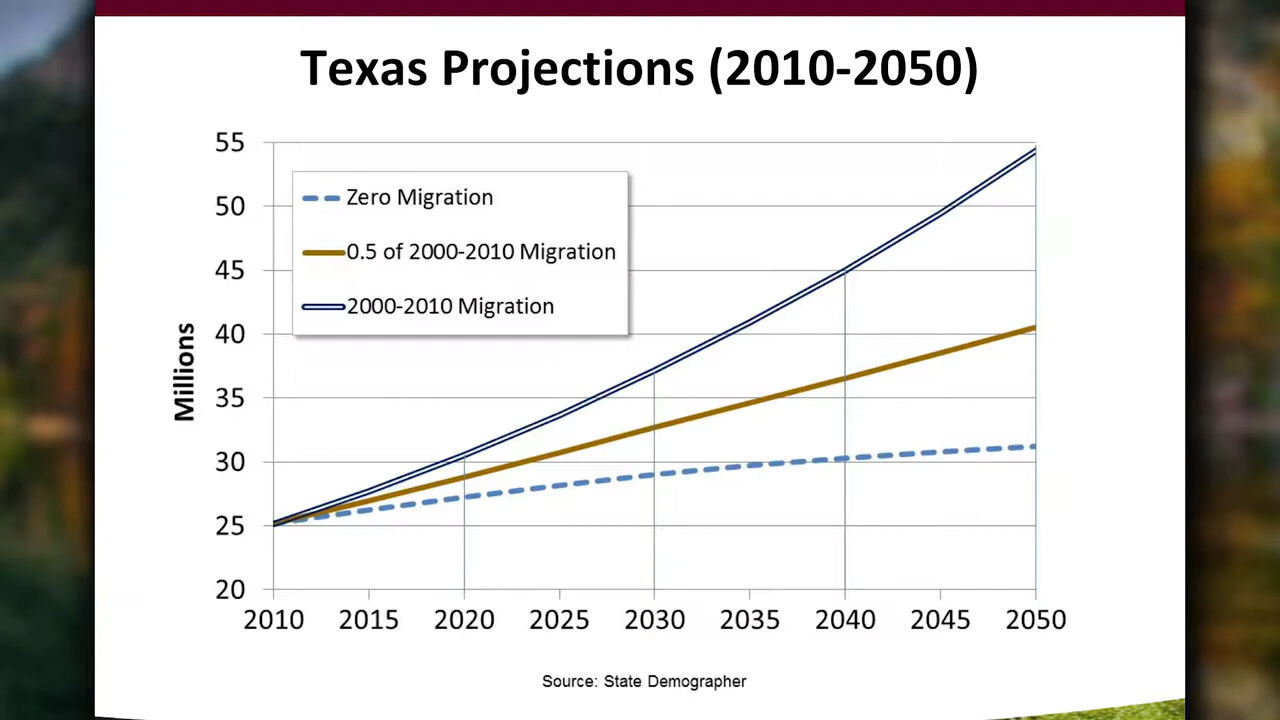 Texas Projections (2010-2050)
55
50
45
40
35
30
25
20
Millions
Zero Migration
0.5 of 2000-2010 Migration
2000-2010 Migration
2010 2015 2020 2025 2030 2035 2040 2045 2050
Source: State Demographer